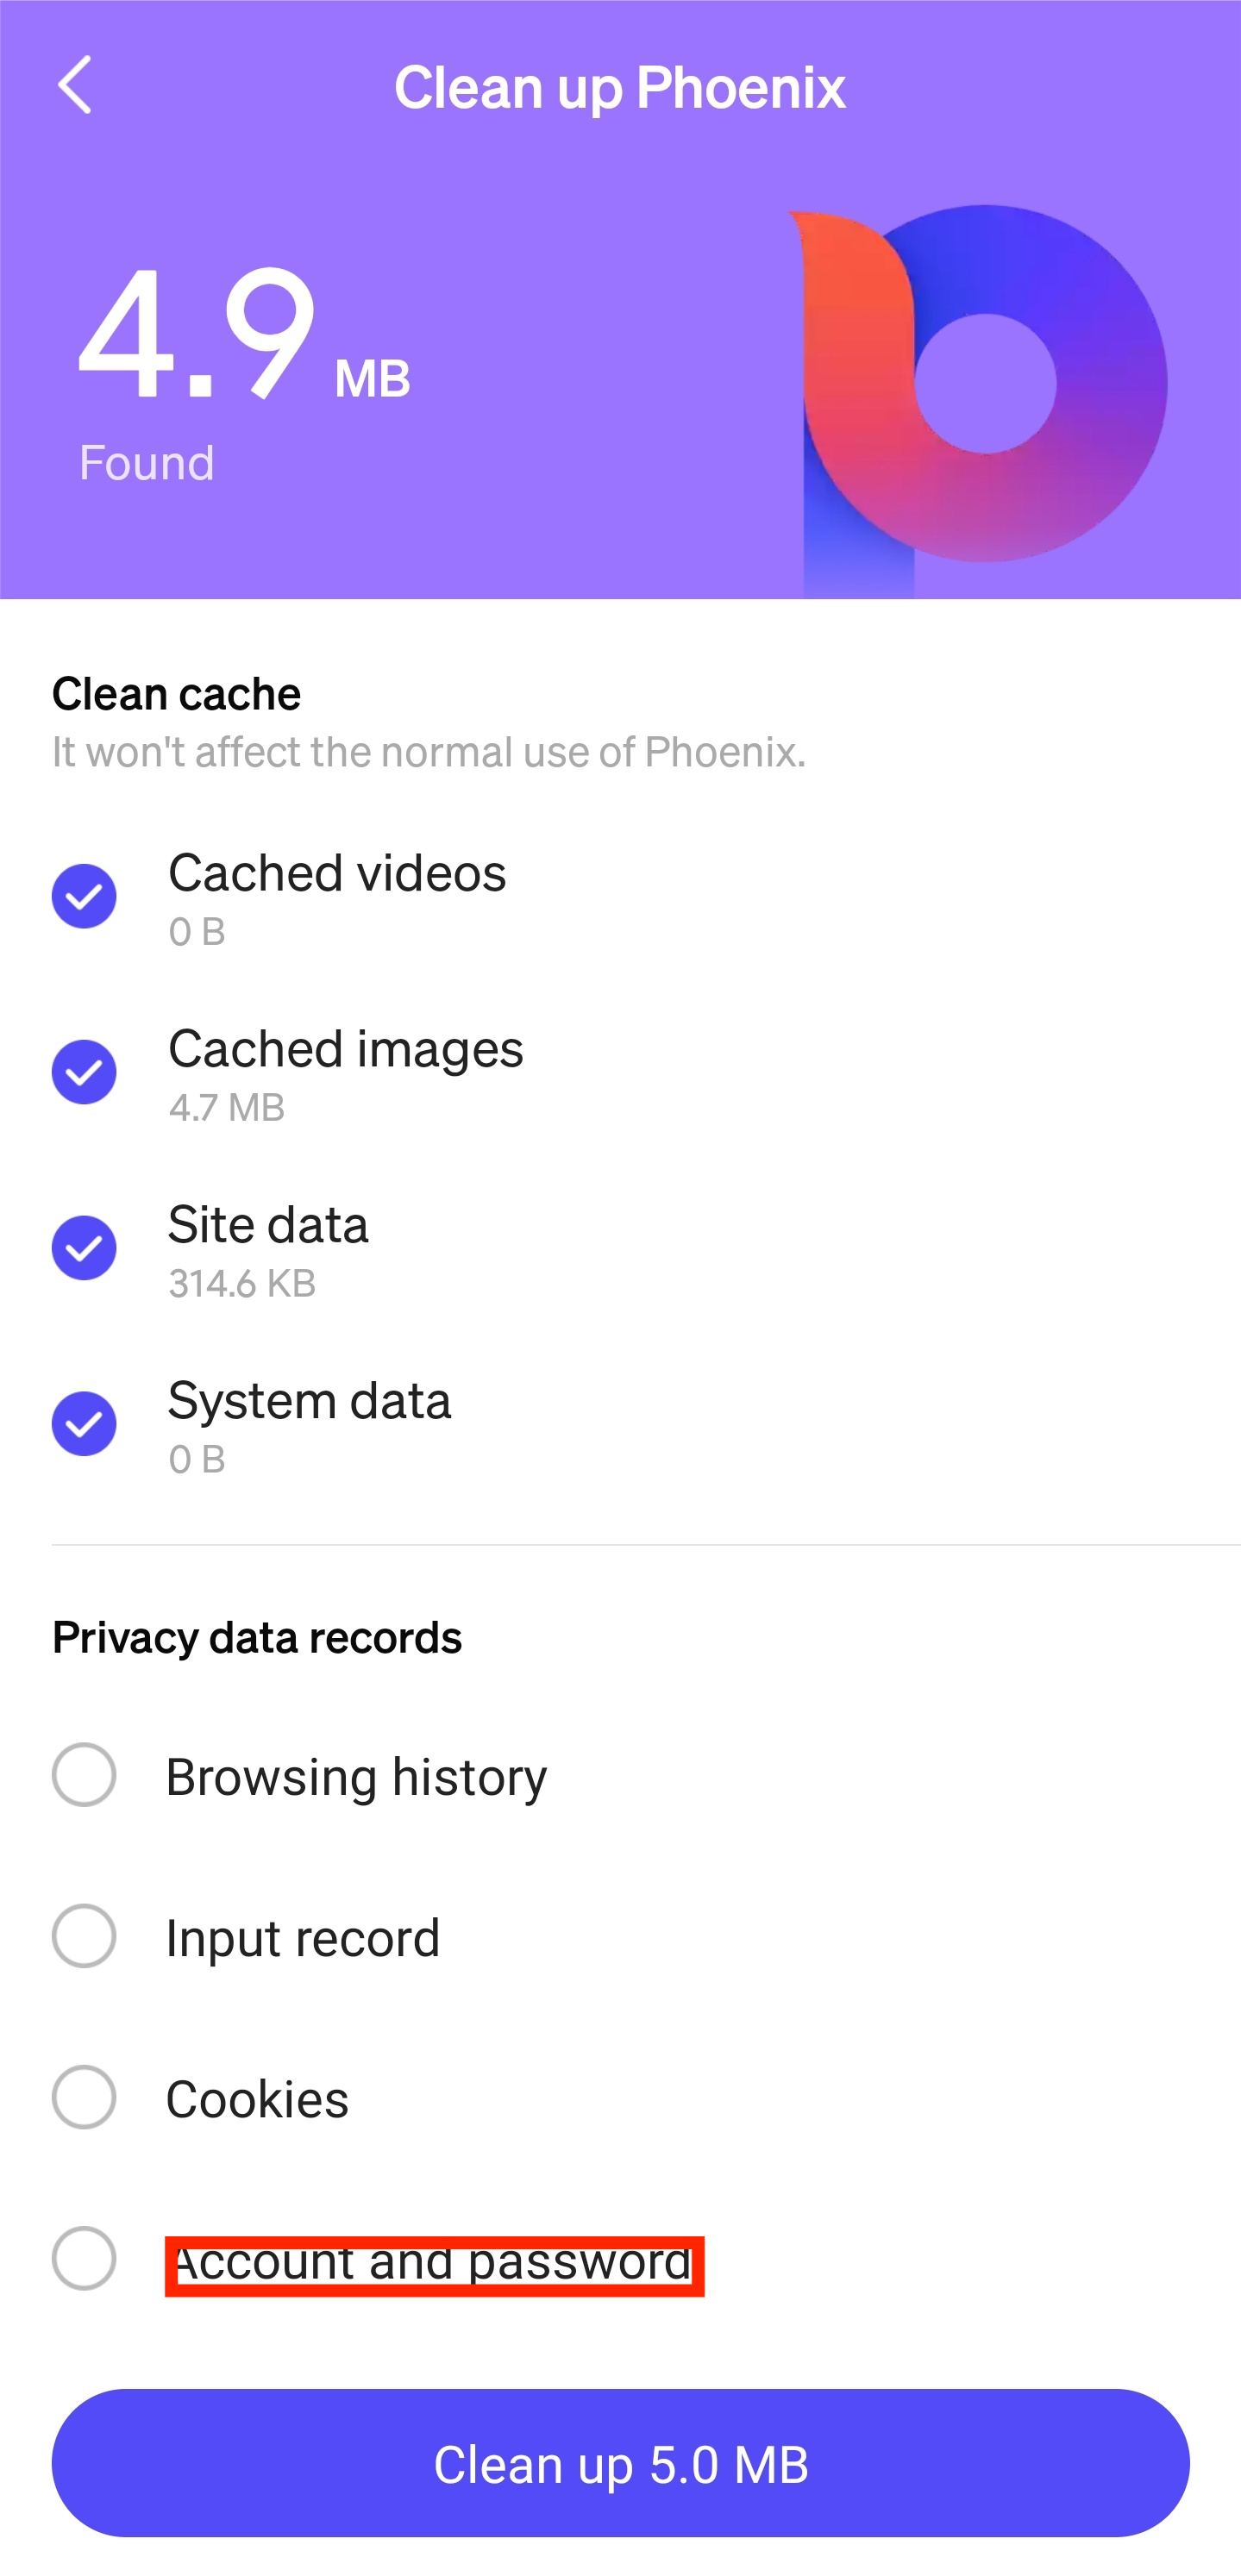 Clean up Phoenix
4.9 MB
Found
Clean cache
It won't affect the normal use of Phoenix.
Cached videos
0 B
Cached images
4.7 MB
Site data
314.6 KB
System data
0 B
Privacy data records
Browsing history
Input record
Cookies
Account and password
Clean up 5.0 MB